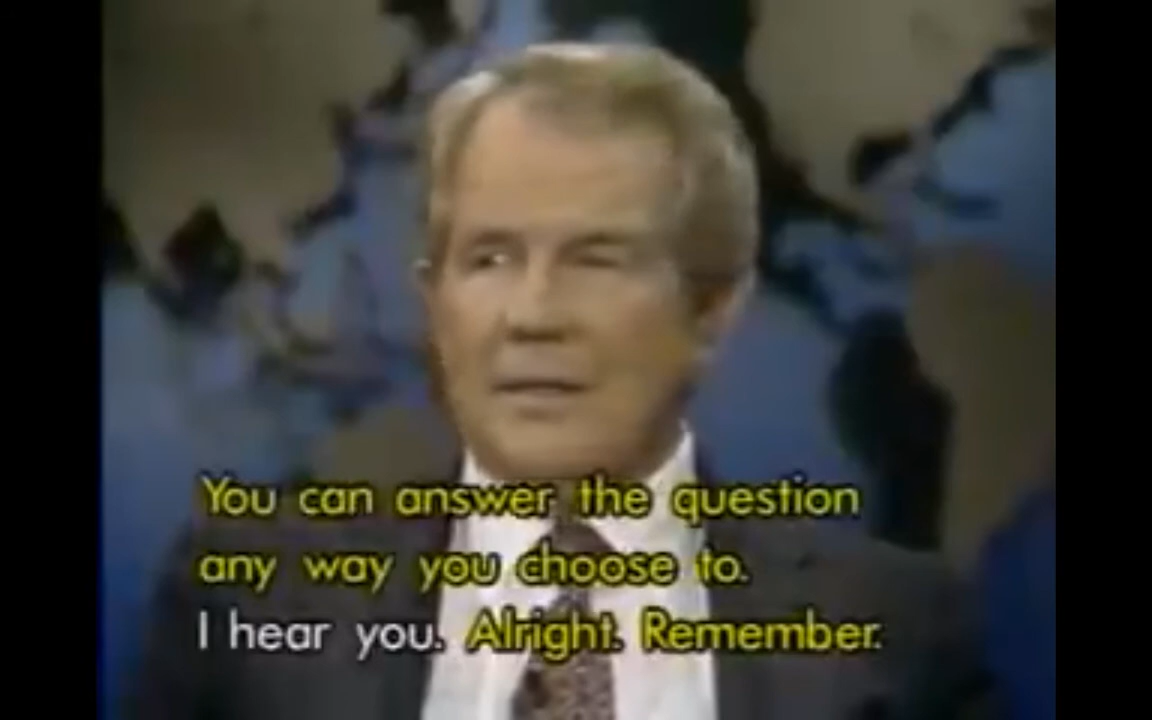 You can answer the question
any way you choose to.
I hear you. Alright. Remember.